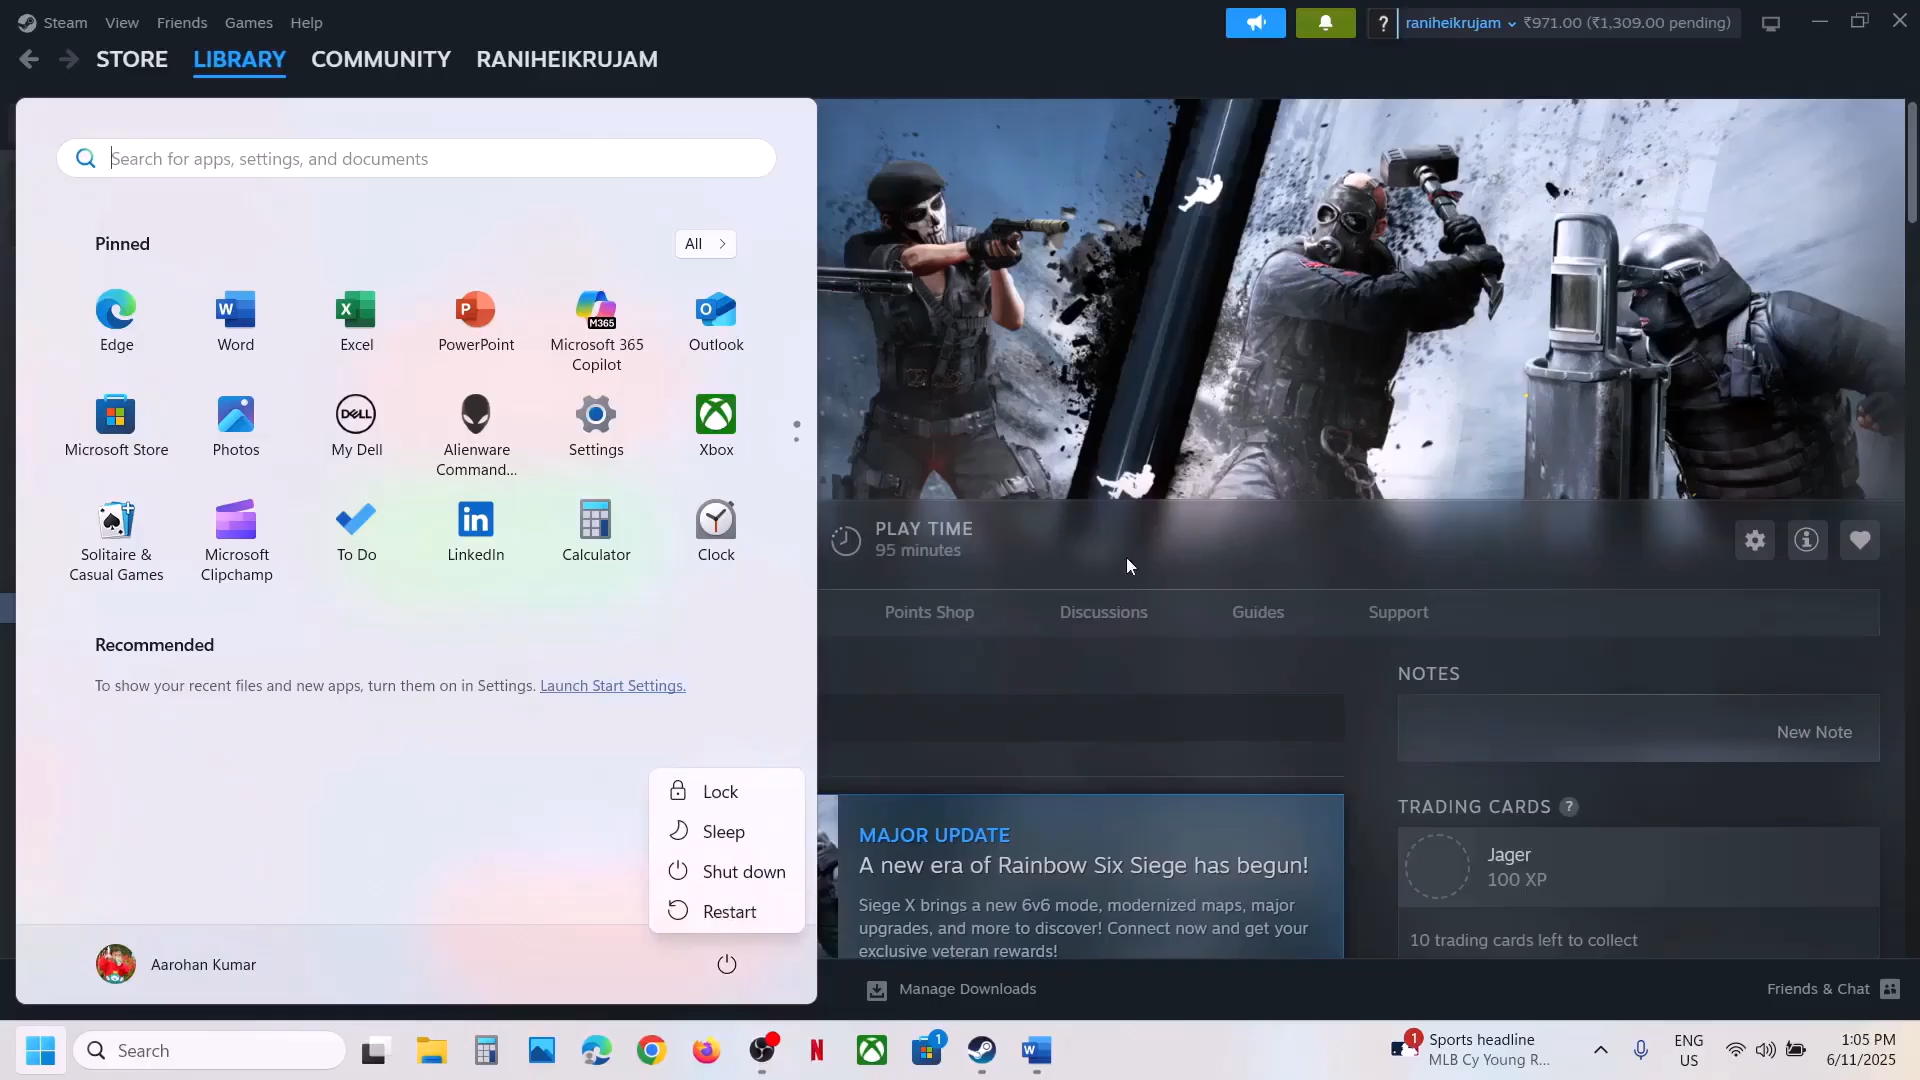 Steam View Friends Games Help
? raniheikrujam ₹971.00 (₹1,309.00 pending)
STORE LIBRARY COMMUNITY RANIHEIKRUJAM
Search for apps, settings, and documents
Pinned
All
Edge
Word
Excel
PowerPoint
Microsoft 365
Copilot
Outlook
M365
Microsoft Store
Photos
My Dell
Alienware
Command...
Settings
Xbox
Solitaire &
Casual Games
Microsoft
Clipchamp
To Do
LinkedIn
Calculator
Clock
Recommended
To show your recent files and new apps, turn them on in Settings. Launch Start Settings.
Lock
Sleep
Shut down
Restart
Aarohan Kumar
PLAY TIME
95 minutes
Points Shop Discussions Guides Support
NOTES
New Note
TRADING CARDS ?
Jager
100 XP
10 trading cards left to collect
MAJOR UPDATE
A new era of Rainbow Six Siege has begun!
Siege X brings a new 6v6 mode, modernized maps, major
upgrades, and more to discover! Connect now and get your
exclusive veteran rewards!
Manage Downloads
Friends & Chat
Search
1
1
Sports headline
MLB Cy Young R...
ENG
US
1:05 PM
6/11/2025